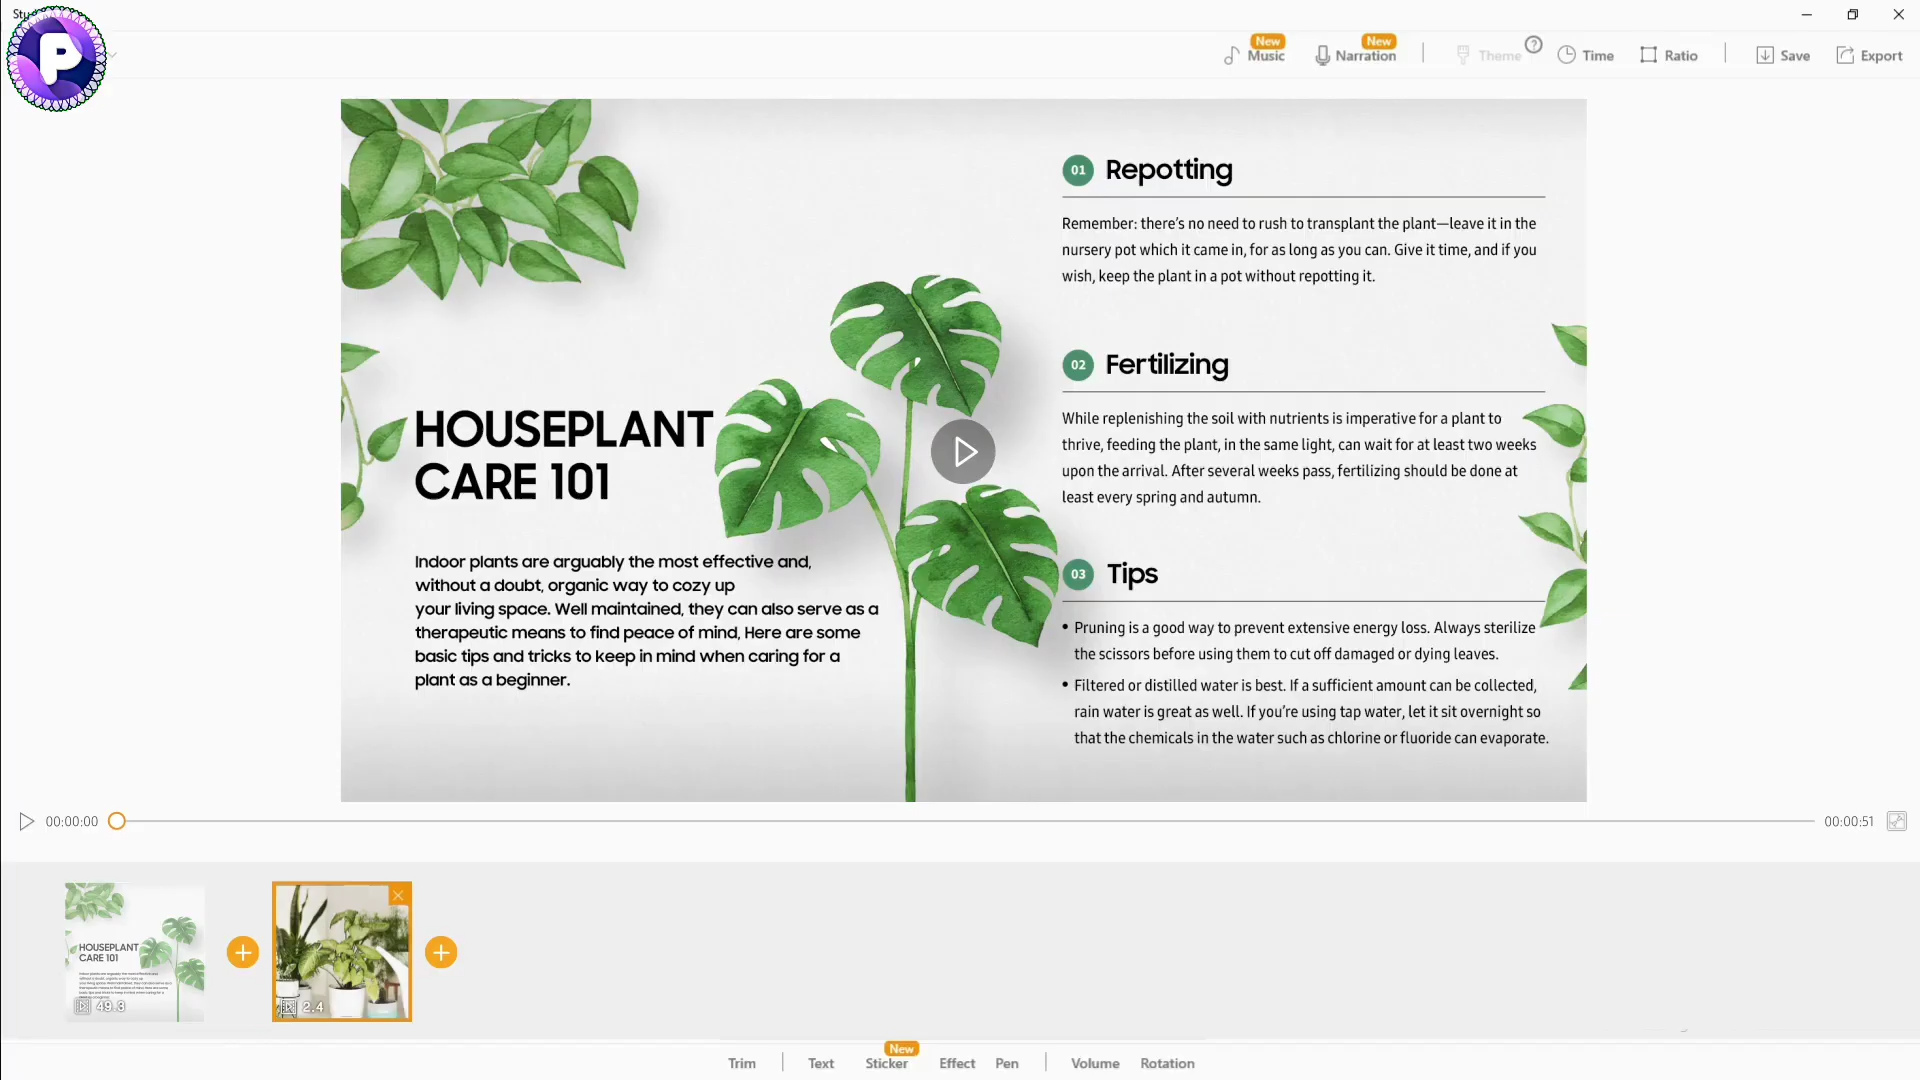 New
New
Music
Narration
Theme
?
Time
Ratio
Save
Export
P
HOUSEPLANT
CARE 101
Indoor plants are arguably the most effective and,
without a doubt, organic way to cozy up
your living space. Well maintained, they can also serve as a
therapeutic means to find peace of mind, Here are some
basic tips and tricks to keep in mind when caring for a
plant as a beginner.
01 Repotting
Remember: there's no need to rush to transplant the plant—leave it in the
nursery pot which it came in, for as long as you can. Give it time, and if you
wish, keep the plant in a pot without repotting it.
02 Fertilizing
While replenishing the soil with nutrients is imperative for a plant to
thrive, feeding the plant, in the same light, can wait for at least two weeks
upon the arrival. After several weeks pass, fertilizing should be done at
least every spring and autumn.
03 Tips
• Pruning is a good way to prevent extensive energy loss. Always sterilize
the scissors before using them to cut off damaged or dying leaves.
• Filtered or distilled water is best. If a sufficient amount can be collected,
rain water is great as well. If you're using tap water, let it sit overnight so
that the chemicals in the water such as chlorine or fluoride can evaporate.
00:00:00
00:00:51
HOUSEPLANT
CARE 101
49.3
2.4
New
Trim
Text
Sticker
Effect
Pen
Volume
Rotation